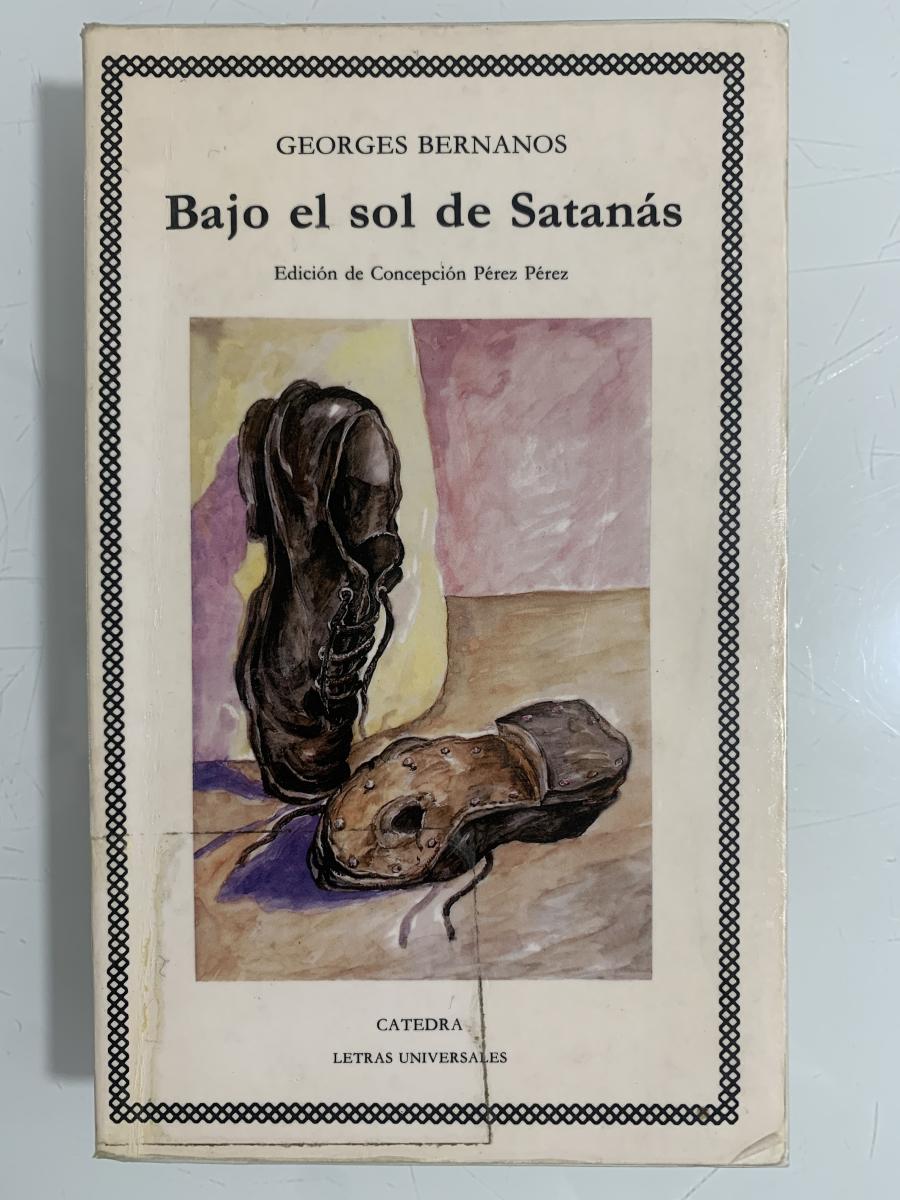 GEORGES BERNANOS
Bajo el sol de Satanás
Edición de Concepción Pérez Pérez
CATEDRA
LETRAS UNIVERSALES